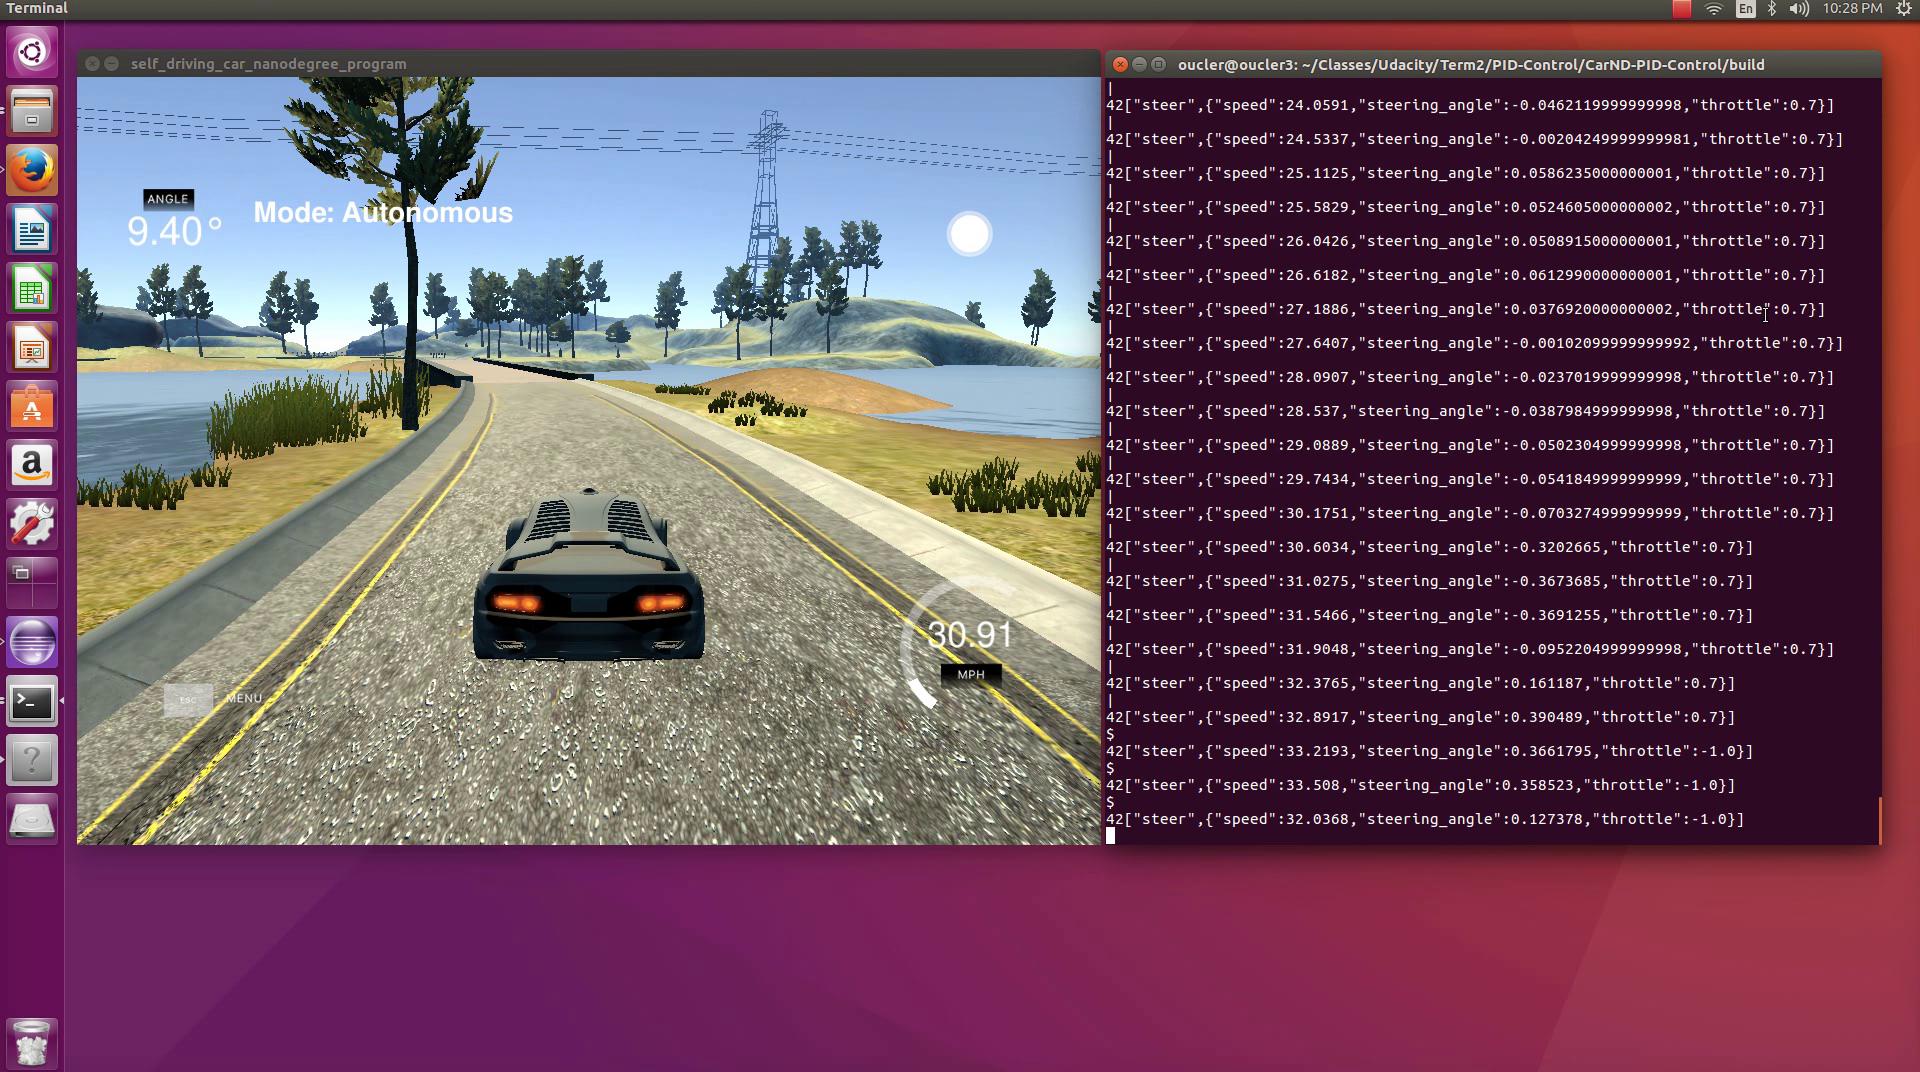 Terminal
En
10:28 PM
self_driving_car_nanodegree_program
ANGLE
9.40°
Mode: Autonomous
30.91
MPH
esc
MENU
a
>_
?
oucler@oucler3: ~/Classes/Udacity/Term2/PID-Control/CarND-PID-Control/build
|
42["steer",{"speed":24.0591,"steering_angle":-0.0462119999999998,"throttle":0.7}]
|
42["steer",{"speed":24.5337,"steering_angle":-0.00204249999999981,"throttle":0.7}]
|
42["steer",{"speed":25.1125,"steering_angle":0.0586235000000001,"throttle":0.7}]
|
42["steer",{"speed":25.5829,"steering_angle":0.0524605000000002,"throttle":0.7}]
|
42["steer",{"speed":26.0426,"steering_angle":0.0508915000000001,"throttle":0.7}]
|
42["steer",{"speed":26.6182,"steering_angle":0.0612990000000001,"throttle":0.7}]
|
42["steer",{"speed":27.1886,"steering_angle":0.0376920000000002,"throttle":0.7}]
|
42["steer",{"speed":27.6407,"steering_angle":-0.00102099999999992,"throttle":0.7}]
|
42["steer",{"speed":28.0907,"steering_angle":-0.0237019999999998,"throttle":0.7}]
|
42["steer",{"speed":28.537,"steering_angle":-0.0387984999999998,"throttle":0.7}]
|
42["steer",{"speed":29.0889,"steering_angle":-0.0502304999999998,"throttle":0.7}]
|
42["steer",{"speed":29.7434,"steering_angle":-0.0541849999999999,"throttle":0.7}]
|
42["steer",{"speed":30.1751,"steering_angle":-0.0703274999999999,"throttle":0.7}]
|
42["steer",{"speed":30.6034,"steering_angle":-0.3202665,"throttle":0.7}]
|
42["steer",{"speed":31.0275,"steering_angle":-0.3673685,"throttle":0.7}]
|
42["steer",{"speed":31.5466,"steering_angle":-0.3691255,"throttle":0.7}]
|
42["steer",{"speed":31.9048,"steering_angle":-0.0952204999999998,"throttle":0.7}]
|
42["steer",{"speed":32.3765,"steering_angle":0.161187,"throttle":0.7}]
|
42["steer",{"speed":32.8917,"steering_angle":0.390489,"throttle":0.7}]
$
42["steer",{"speed":33.2193,"steering_angle":0.3661795,"throttle":-1.0}]
$
42["steer",{"speed":33.508,"steering_angle":0.358523,"throttle":-1.0}]
$
42["steer",{"speed":32.0368,"steering_angle":0.127378,"throttle":-1.0}]